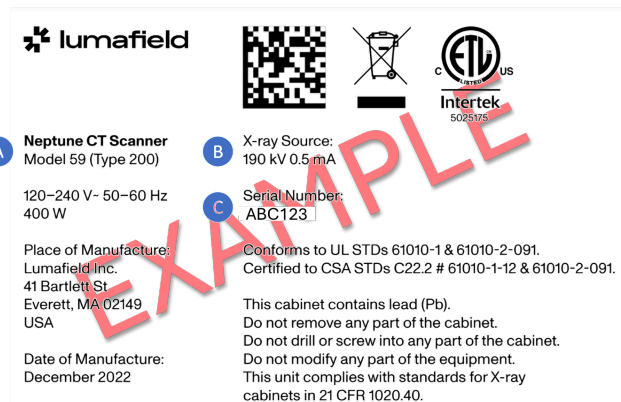 lumafield
C ETL LISTED US
Intertek
5025175
A
Neptune CT Scanner
Model 59 (Type 200)
120–240 V~ 50–60 Hz
400 W
Place of Manufacture:
Lumafield Inc.
41 Bartlett St
Everett, MA 02149
USA
Date of Manufacture:
December 2022
B
X-ray Source:
190 kV 0.5 mA
C
Serial Number:
ABC123
Conforms to UL STDs 61010-1 & 61010-2-091.
Certified to CSA STDs C22.2 # 61010-1-12 & 61010-2-091.
This cabinet contains lead (Pb).
Do not remove any part of the cabinet.
Do not drill or screw into any part of the cabinet.
Do not modify any part of the equipment.
This unit complies with standards for X-ray
cabinets in 21 CFR 1020.40.
EXAMPLE